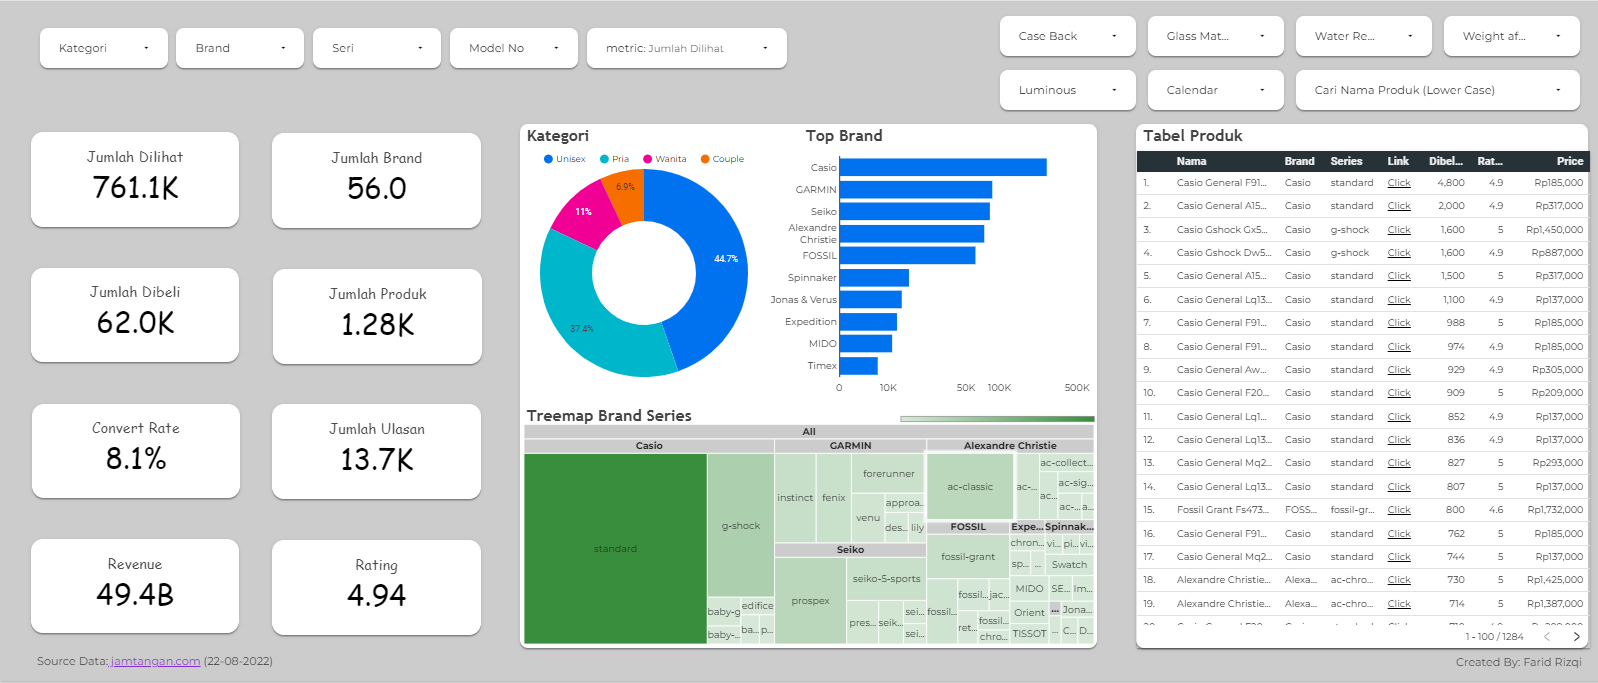 Kategori
Brand
Seri
Model No
metric: Jumlah Dilihat
Case Back
Glass Mat...
Water Re...
Weight af...
Luminous
Calendar
Cari Nama Produk (Lower Case)
Jumlah Dilihat
761.1K
Jumlah Brand
56.0
Jumlah Dibeli
62.0K
Jumlah Produk
1.28K
Convert Rate
8.1%
Jumlah Ulasan
13.7K
Revenue
49.4B
Rating
4.94
Source Data: jamtangan.com (22-08-2022)
Kategori
Unisex Pria Wanita Couple
6.9%
11%
44.7%
37.4%
Top Brand
Casio
GARMIN
Seiko
Alexandre
Christie
FOSSIL
Spinnaker
Jonas & Verus
Expedition
MIDO
Timex
0 10K 50K 100K 500K
Treemap Brand Series
All
Casio
standard
g-shock
baby-g
edifice
baby-...
ba...
p...
GARMIN
instinct
fenix
forerunner
venu
approa...
des...
lily
Seiko
prospex
seiko-5-sports
pres...
seik...
sei...
sei...
Alexandre Christie
ac-classic
ac-...
ac-collect...
ac...
ac-sig...
ac-...
a...
FOSSIL
fossil-grant
fossil...
fossil...
jac...
ret...
fossil...
chro...
Expe...
chron...
sp...
...
Spinnak...
vi...
pi...
vi...
Swatch
MIDO
SE...
Im...
Orient
...
Jona...
TISSOT
...
C...
D...
Tabel Produk
Nama Brand Series Link Dibel... Rat... Price
1. Casio General F91... Casio standard Click 4,800 4.9 Rp185,000
2. Casio General A15... Casio standard Click 2,000 4.9 Rp317,000
3. Casio Gshock Gx5... Casio g-shock Click 1,600 5 Rp1,450,000
4. Casio Gshock Dw5... Casio g-shock Click 1,600 4.9 Rp887,000
5. Casio General A15... Casio standard Click 1,500 5 Rp317,000
6. Casio General Lq13... Casio standard Click 1,100 4.9 Rp137,000
7. Casio General F91... Casio standard Click 988 5 Rp185,000
8. Casio General F91... Casio standard Click 974 4.9 Rp185,000
9. Casio General Aw... Casio standard Click 929 4.9 Rp305,000
10. Casio General F20... Casio standard Click 909 5 Rp209,000
11. Casio General Lq1... Casio standard Click 852 4.9 Rp137,000
12. Casio General Lq13... Casio standard Click 836 4.9 Rp137,000
13. Casio General Mq2... Casio standard Click 827 5 Rp293,000
14. Casio General Lq13... Casio standard Click 807 5 Rp137,000
15. Fossil Grant Fs473... FOSS... fossil-gr... Click 800 4.6 Rp1,732,000
16. Casio General F91... Casio standard Click 762 5 Rp185,000
17. Casio General Mq2... Casio standard Click 744 5 Rp137,000
18. Alexandre Christie... Alexa... ac-chro... Click 730 5 Rp1,425,000
19. Alexandre Christie... Alexa... ac-chro... Click 714 5 Rp1,387,000
1 - 100 / 1284
Created By: Farid Rizqi